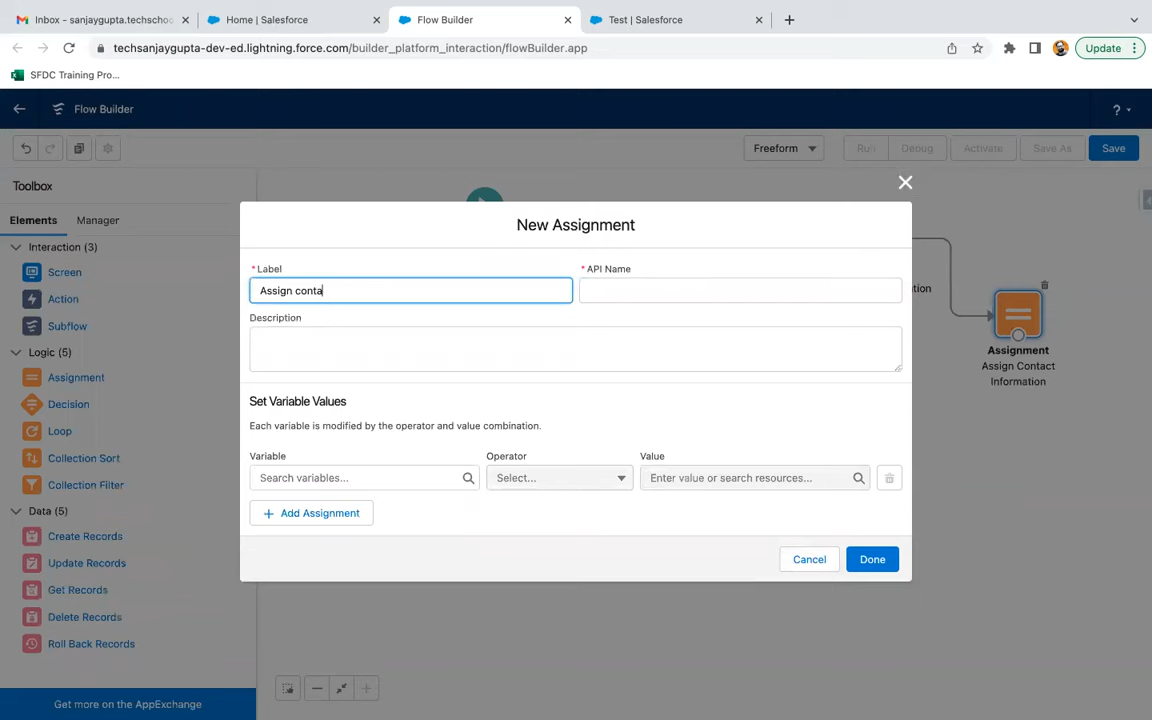 Inbox - sanjaygupta.techschoo
Home | Salesforce
Flow Builder
Test | Salesforce
techsanjaygupta-dev-ed.lightning.force.com/builder_platform_interaction/flowBuilder.app
Update
SFDC Training Pro...
Flow Builder
?
Freeform
Run
Debug
Activate
Save As
Save
Toolbox
Elements
Manager
Interaction (3)
Screen
Action
Subflow
Logic (5)
Assignment
Decision
Loop
Collection Sort
Collection Filter
Data (5)
Create Records
Update Records
Get Records
Delete Records
Roll Back Records
Get more on the AppExchange
New Assignment
* Label
* API Name
Assign conta
Description
Set Variable Values
Each variable is modified by the operator and value combination.
Variable
Operator
Value
Search variables...
Select...
Enter value or search resources...
+ Add Assignment
Cancel
Done
Assignment
Assign Contact
Information